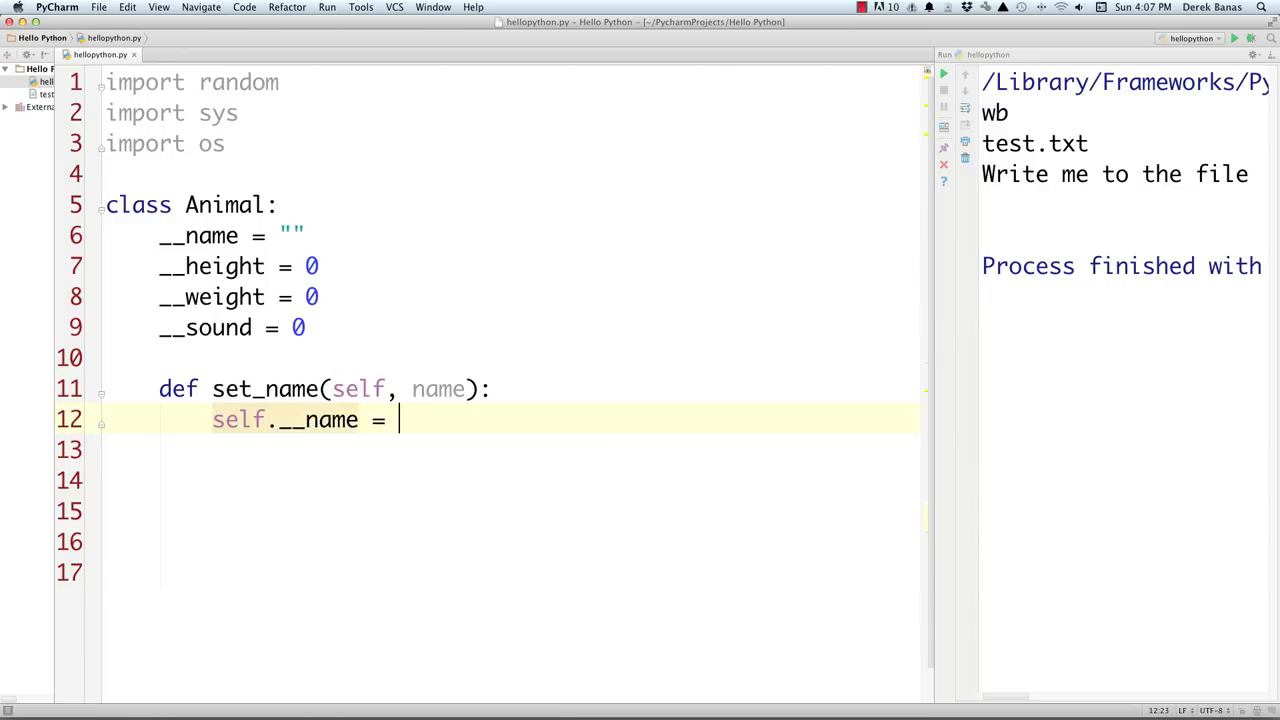 PyCharm File Edit View Navigate Code Refactor Run Tools VCS Window Help 10 Sun 4:07 PM Derek Banas
hellopython.py - Hello Python - [~/PycharmProjects/Hello Python]
Hello Python hellopython.py hellopython
hellopython.py Run hellopython
Hello P
hell
test
Externa
1 import random
2 import sys
3 import os
4
5 class Animal:
6 __name = ""
7 __height = 0
8 __weight = 0
9 __sound = 0
10
11 def set_name(self, name):
12 self.__name =
13
14
15
16
17
/Library/Frameworks/Py
wb
test.txt
Write me to the file
Process finished with
12:23 LF UTF-8